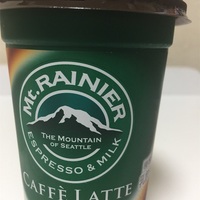 Mt. RAINIER
THE MOUNTAIN
OF SEATTLE
ESPRESSO & MILK
CAFFÈ LATTE